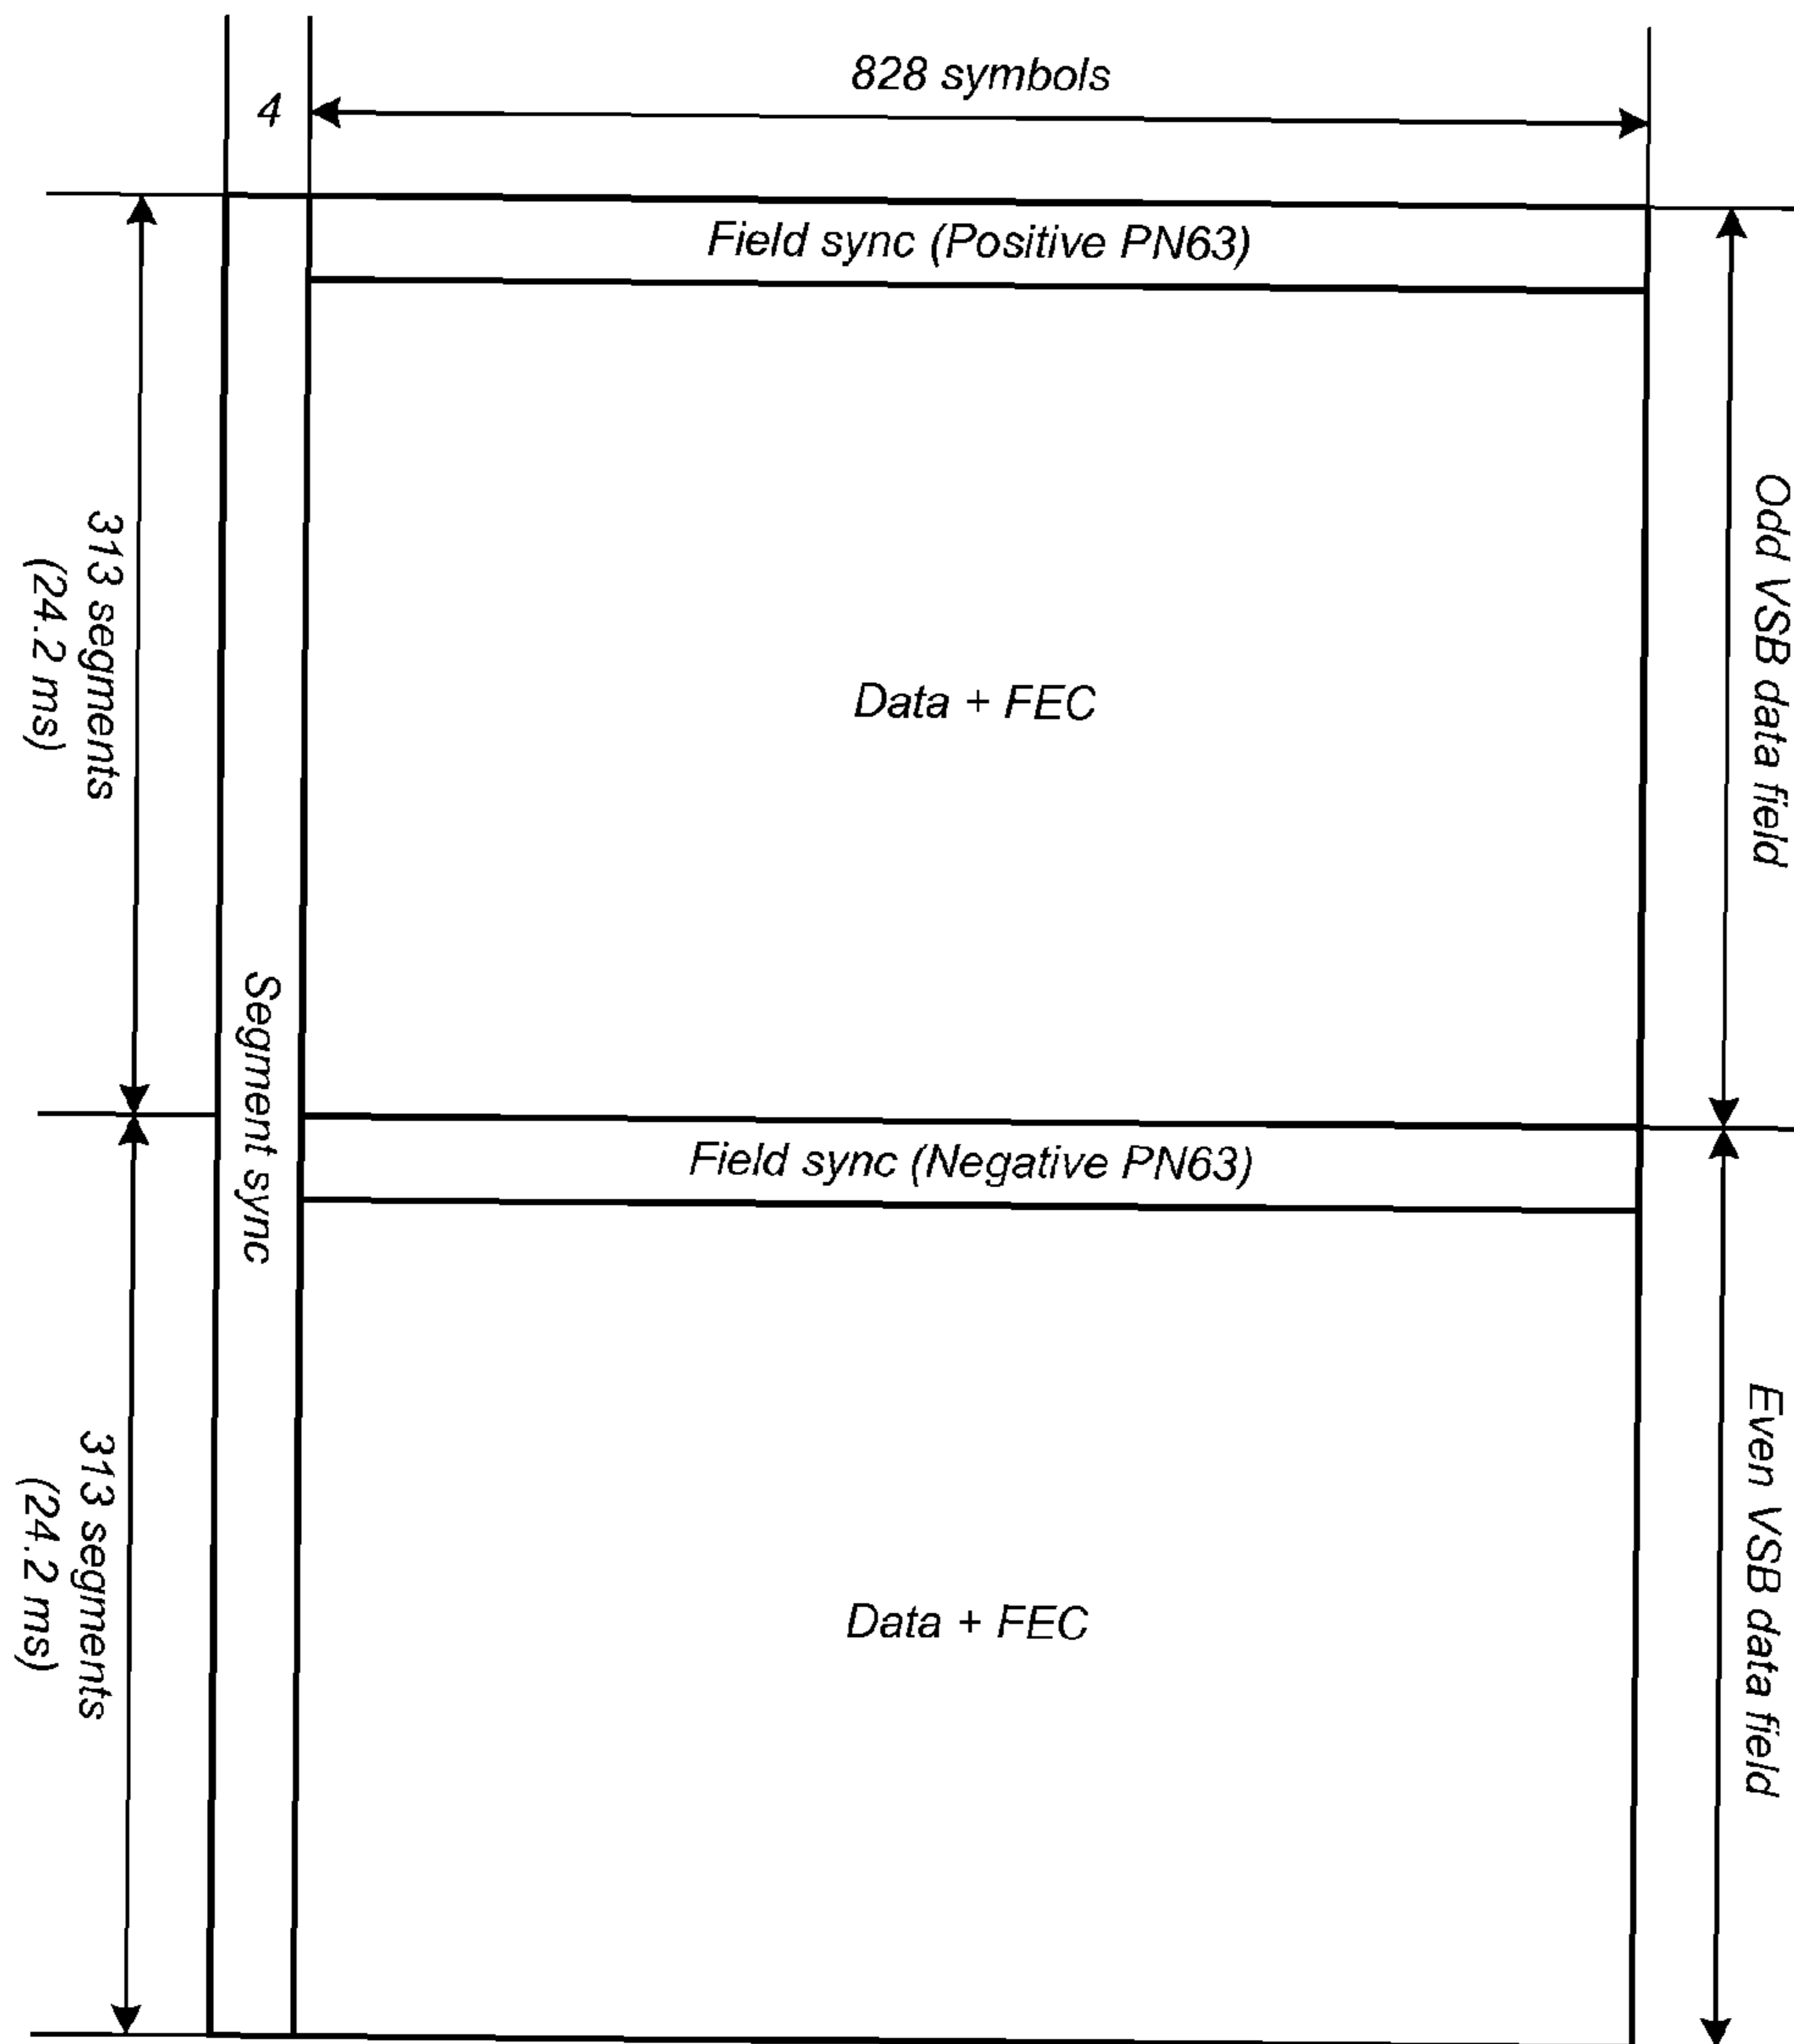 828 symbols
4
Field sync (Positive PN63)
313 segments
(24.2 ms)
Data + FEC
Odd VSB data field
Segment sync
Field sync (Negative PN63)
313 segments
(24.2 ms)
Data + FEC
Even VSB data field